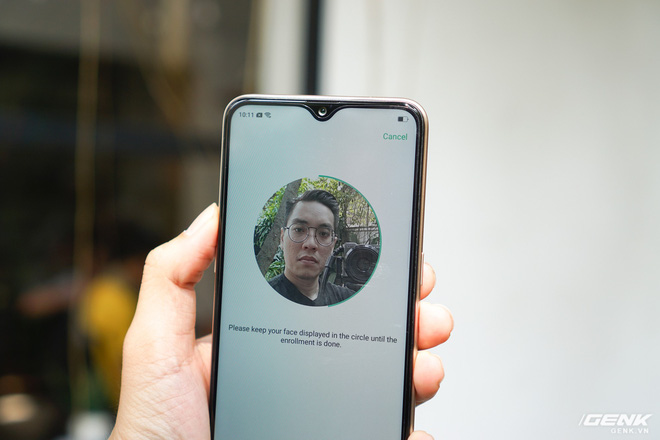 10:11
Cancel
Please keep your face displayed in the circle until the
enrollment is done.
GENK
GENK.VN